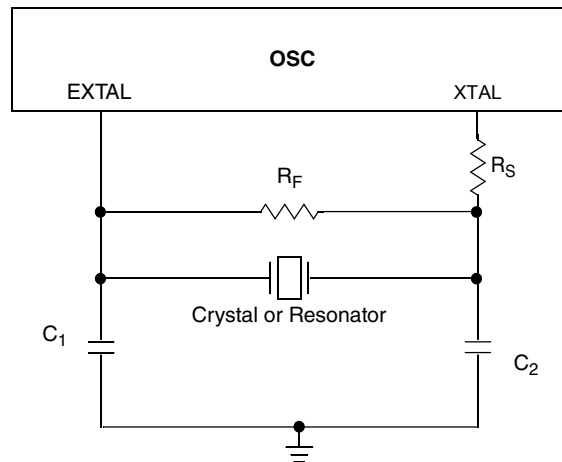 OSC
EXTAL XTAL
R_F
R_S
Crystal or Resonator
C_1
C_2